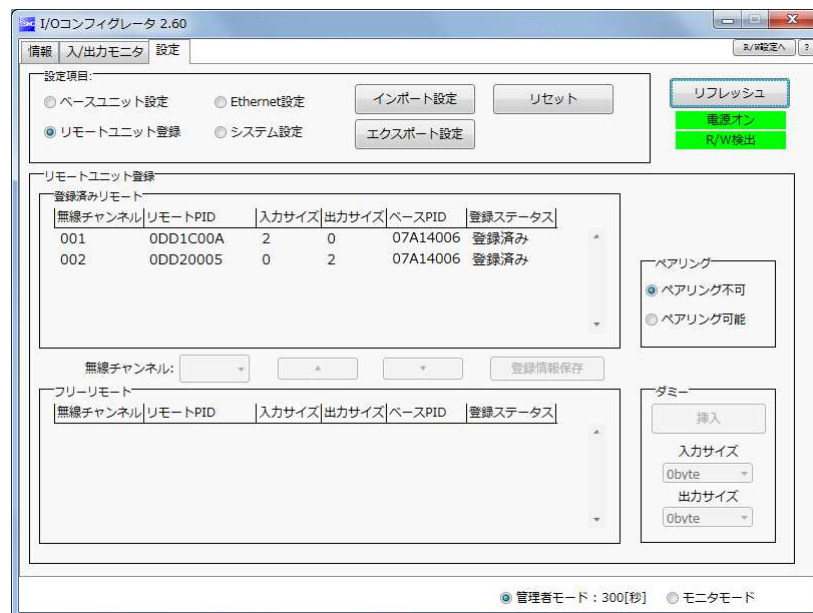 I/Oコンフィグレータ 2.60
情報 入/出力モニタ 設定 R/W設定へ ?
設定項目:
ベースユニット設定 Ethernet設定 インポート設定 リセット リフレッシュ
リモートユニット登録 システム設定 エクスポート設定 電源オン
R/W検出
リモートユニット登録
登録済みリモート
無線チャンネル リモートPID 入力サイズ 出力サイズ ベースPID 登録ステータス
001 0DD1C00A 2 0 07A14006 登録済み
002 0DD20005 0 2 07A14006 登録済み
ペアリング
ペアリング不可
ペアリング可能
無線チャンネル: 登録情報保存
フリーリモート
無線チャンネル リモートPID 入力サイズ 出力サイズ ベースPID 登録ステータス
ダミー
挿入
入力サイズ
0byte
出力サイズ
0byte
管理者モード:300[秒] モニタモード